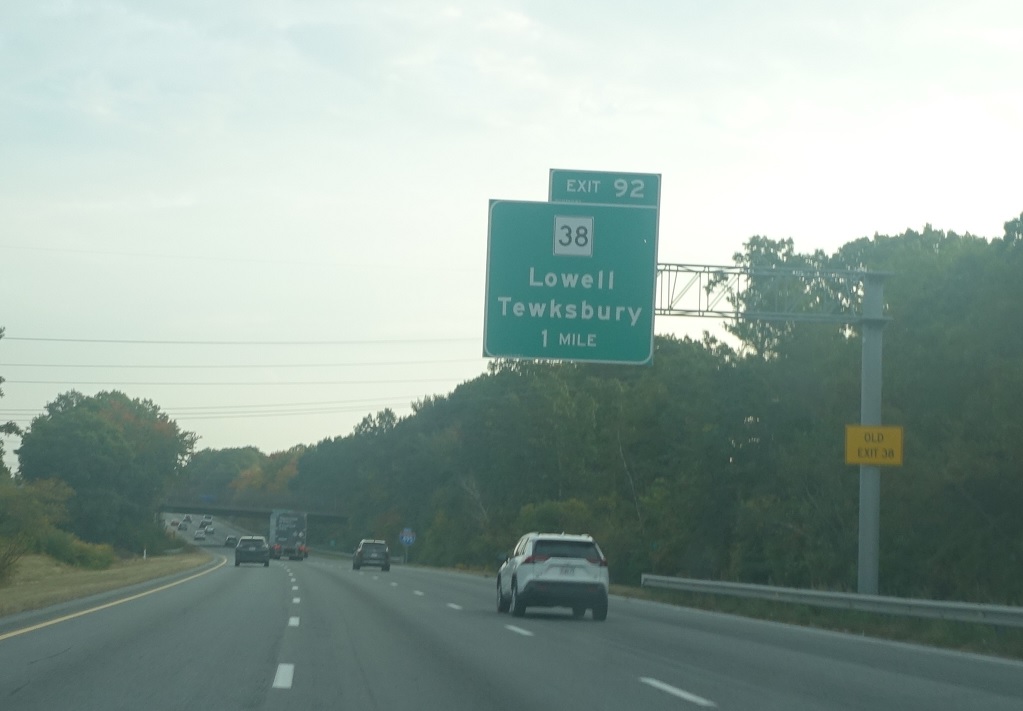 EXIT 92
38
Lowell
Tewksbury
1 MILE
OLD
EXIT 38